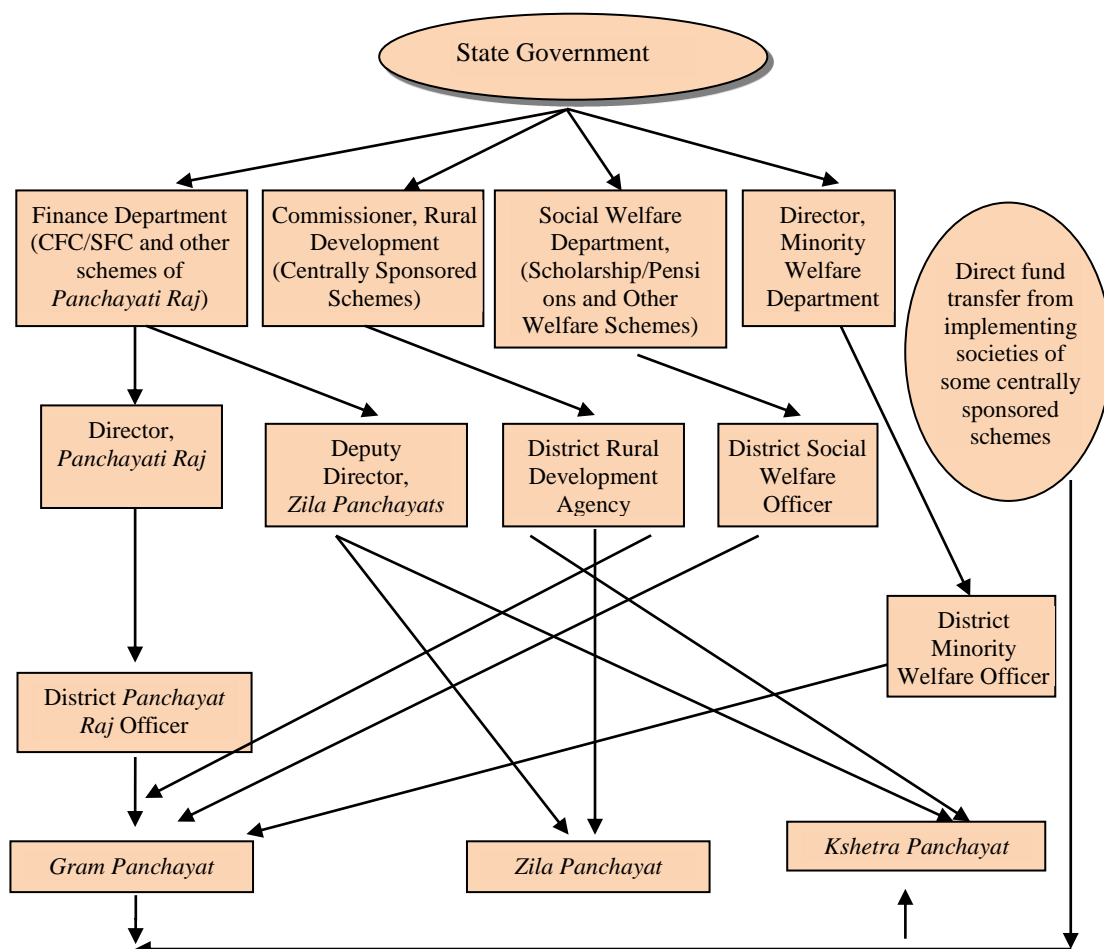 State Government
Finance Department
(CFC/SFC and other
schemes of
Panchayati Raj)
Commissioner, Rural
Development
(Centrally Sponsored
Schemes)
Social Welfare
Department,
(Scholarship/Pensi
ons and Other
Welfare Schemes)
Director,
Minority
Welfare
Department
Direct fund
transfer from
implementing
societies of
some centrally
sponsored
schemes
Director,
Panchayati Raj
Deputy
Director,
Zila Panchayats
District Rural
Development
Agency
District Social
Welfare
Officer
District
Minority
Welfare Officer
District Panchayat
Raj Officer
Gram Panchayat
Zila Panchayat
Kshetra Panchayat